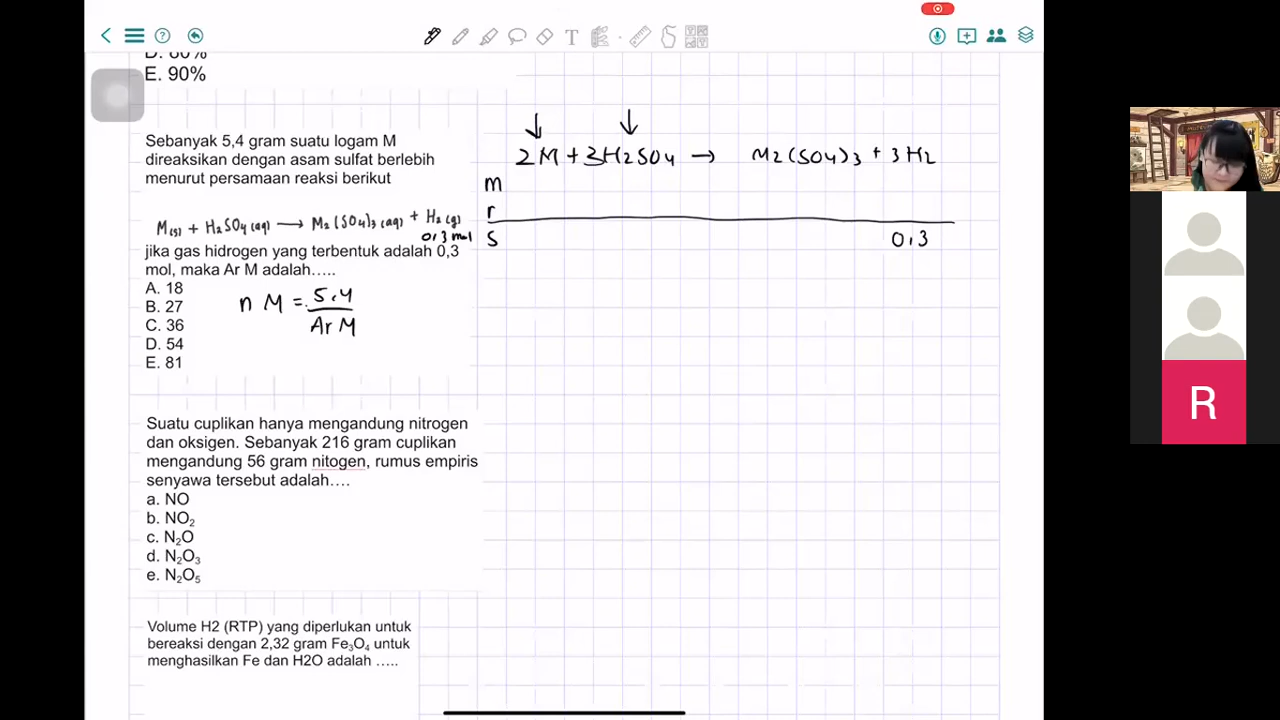 D. 80%
E. 90%
Sebanyak 5,4 gram suatu logam M
direaksikan dengan asam sulfat berlebih
menurut persamaan reaksi berikut
M(s) + H2SO4(aq) → M2(SO4)3(aq) + H2(g)
0,3 mol
jika gas hidrogen yang terbentuk adalah 0,3
mol, maka Ar M adalah…..
A. 18
B. 27
C. 36
D. 54
E. 81
n M = 5,4
Ar M
2M + 3H2SO4 → M2(SO4)3 + 3H2
m
r
s 0,3
Suatu cuplikan hanya mengandung nitrogen
dan oksigen. Sebanyak 216 gram cuplikan
mengandung 56 gram nitogen, rumus empiris
senyawa tersebut adalah….
a. NO
b. NO₂
c. N₂O
d. N₂O₃
e. N₂O₅
Volume H2 (RTP) yang diperlukan untuk
bereaksi dengan 2,32 gram Fe₃O₄ untuk
menghasilkan Fe dan H2O adalah …..
R